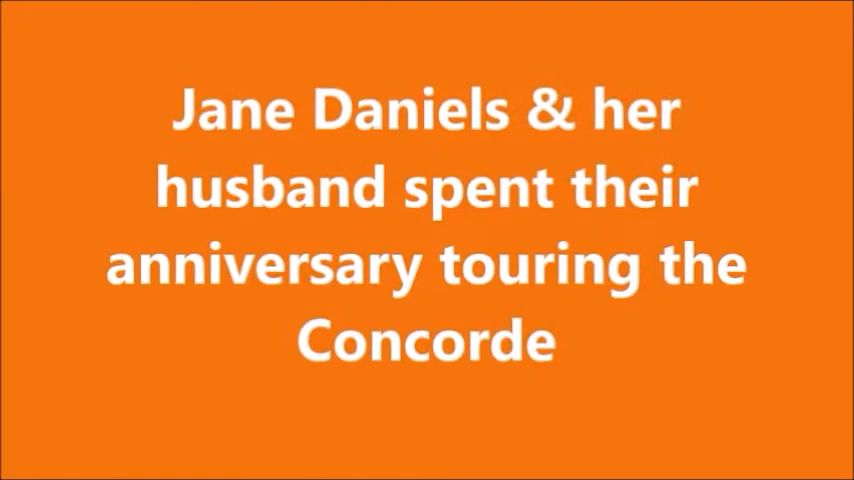 Jane Daniels & her
husband spent their
anniversary touring the
Concorde